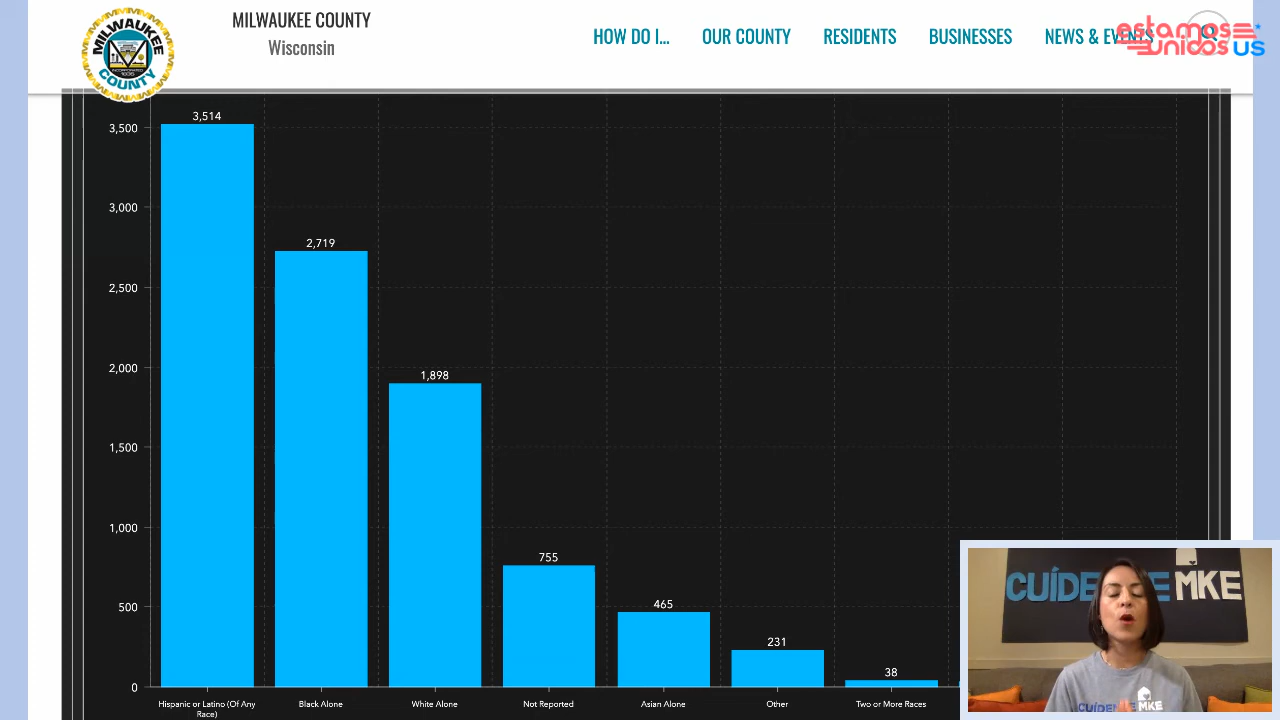 MILWAUKEE COUNTY
Wisconsin
MILWAUKEE
COUNTY
HOW DO I...
OUR COUNTY
RESIDENTS
BUSINESSES
NEWS & EVENTS
estamos
unidos US
3,500
3,000
2,500
2,000
1,500
1,000
500
0
3,514
2,719
1,898
755
465
231
38
Hispanic or Latino (Of Any
Race)
Black Alone
White Alone
Not Reported
Asian Alone
Other
Two or More Races
MKE
MKE